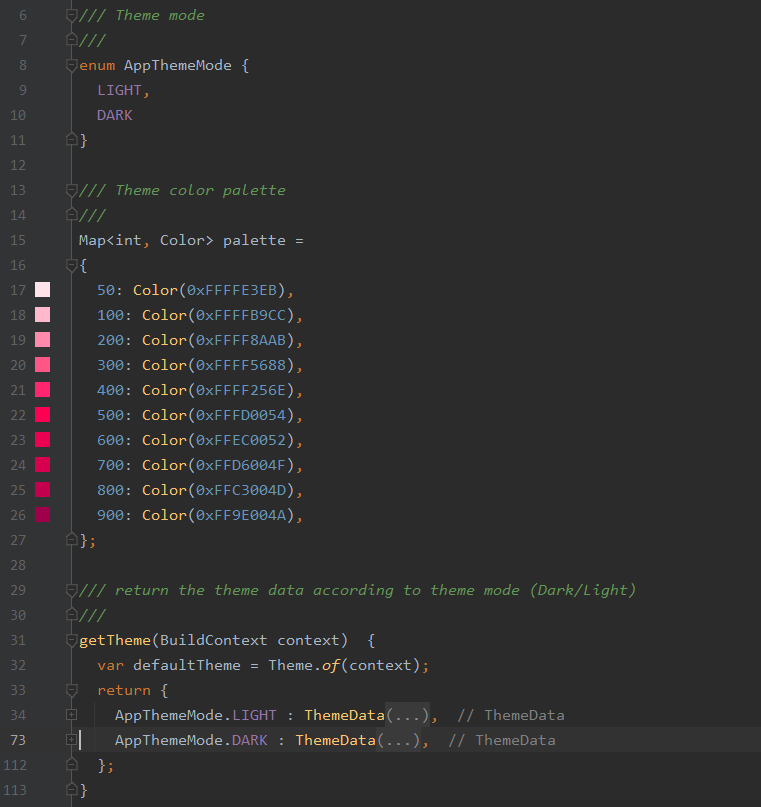 6 /// Theme mode
7 ///
8 enum AppThemeMode {
9 LIGHT,
10 DARK
11 }
12
13 /// Theme color palette
14 ///
15 Map<int, Color> palette =
16 {
17 50: Color(0xFFFFE3EB),
18 100: Color(0xFFFFB9CC),
19 200: Color(0xFFFF8AAB),
20 300: Color(0xFFFF5688),
21 400: Color(0xFFFF256E),
22 500: Color(0xFFFD0054),
23 600: Color(0xFFEC0052),
24 700: Color(0xFFD6004F),
25 800: Color(0xFFC3004D),
26 900: Color(0xFF9E004A),
27 };
28
29 /// return the theme data according to theme mode (Dark/Light)
30 ///
31 getTheme(BuildContext context)  {
32 var defaultTheme = Theme.of(context);
33 return {
34 AppThemeMode.LIGHT : ThemeData(...),  // ThemeData
73 AppThemeMode.DARK : ThemeData(...),  // ThemeData
112 };
113 }